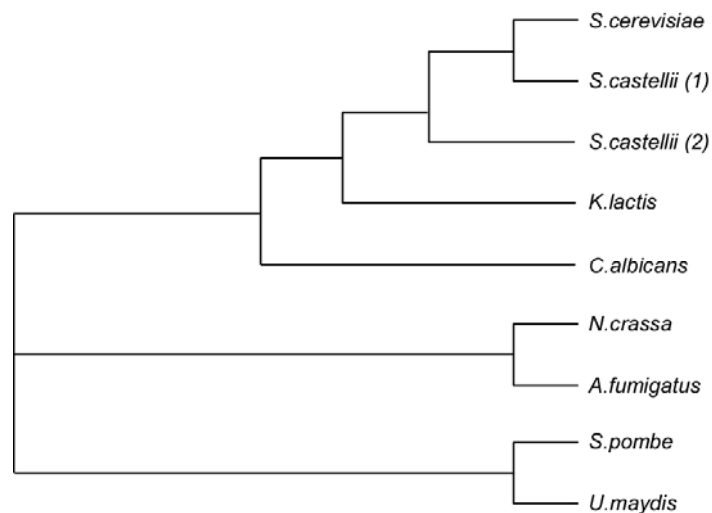 S.cerevisiae
S.castellii (1)
S.castellii (2)
K.lactis
C.albicans
N.crassa
A.fumigatus
S.pombe
U.maydis